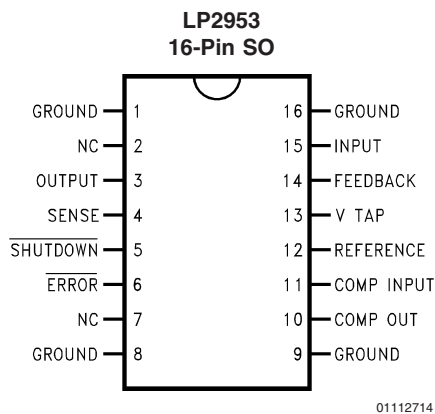 LP2953
16-Pin SO
GROUND 1 16 GROUND
NC 2 15 INPUT
OUTPUT 3 14 FEEDBACK
SENSE 4 13 V TAP
SHUTDOWN 5 12 REFERENCE
ERROR 6 11 COMP INPUT
NC 7 10 COMP OUT
GROUND 8 9 GROUND
01112714